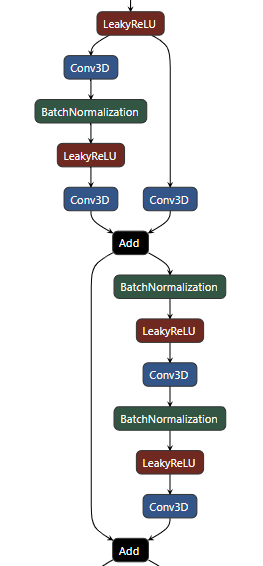 LeakyReLU
Conv3D
BatchNormalization
LeakyReLU
Conv3D Conv3D
Add
BatchNormalization
LeakyReLU
Conv3D
BatchNormalization
LeakyReLU
Conv3D
Add